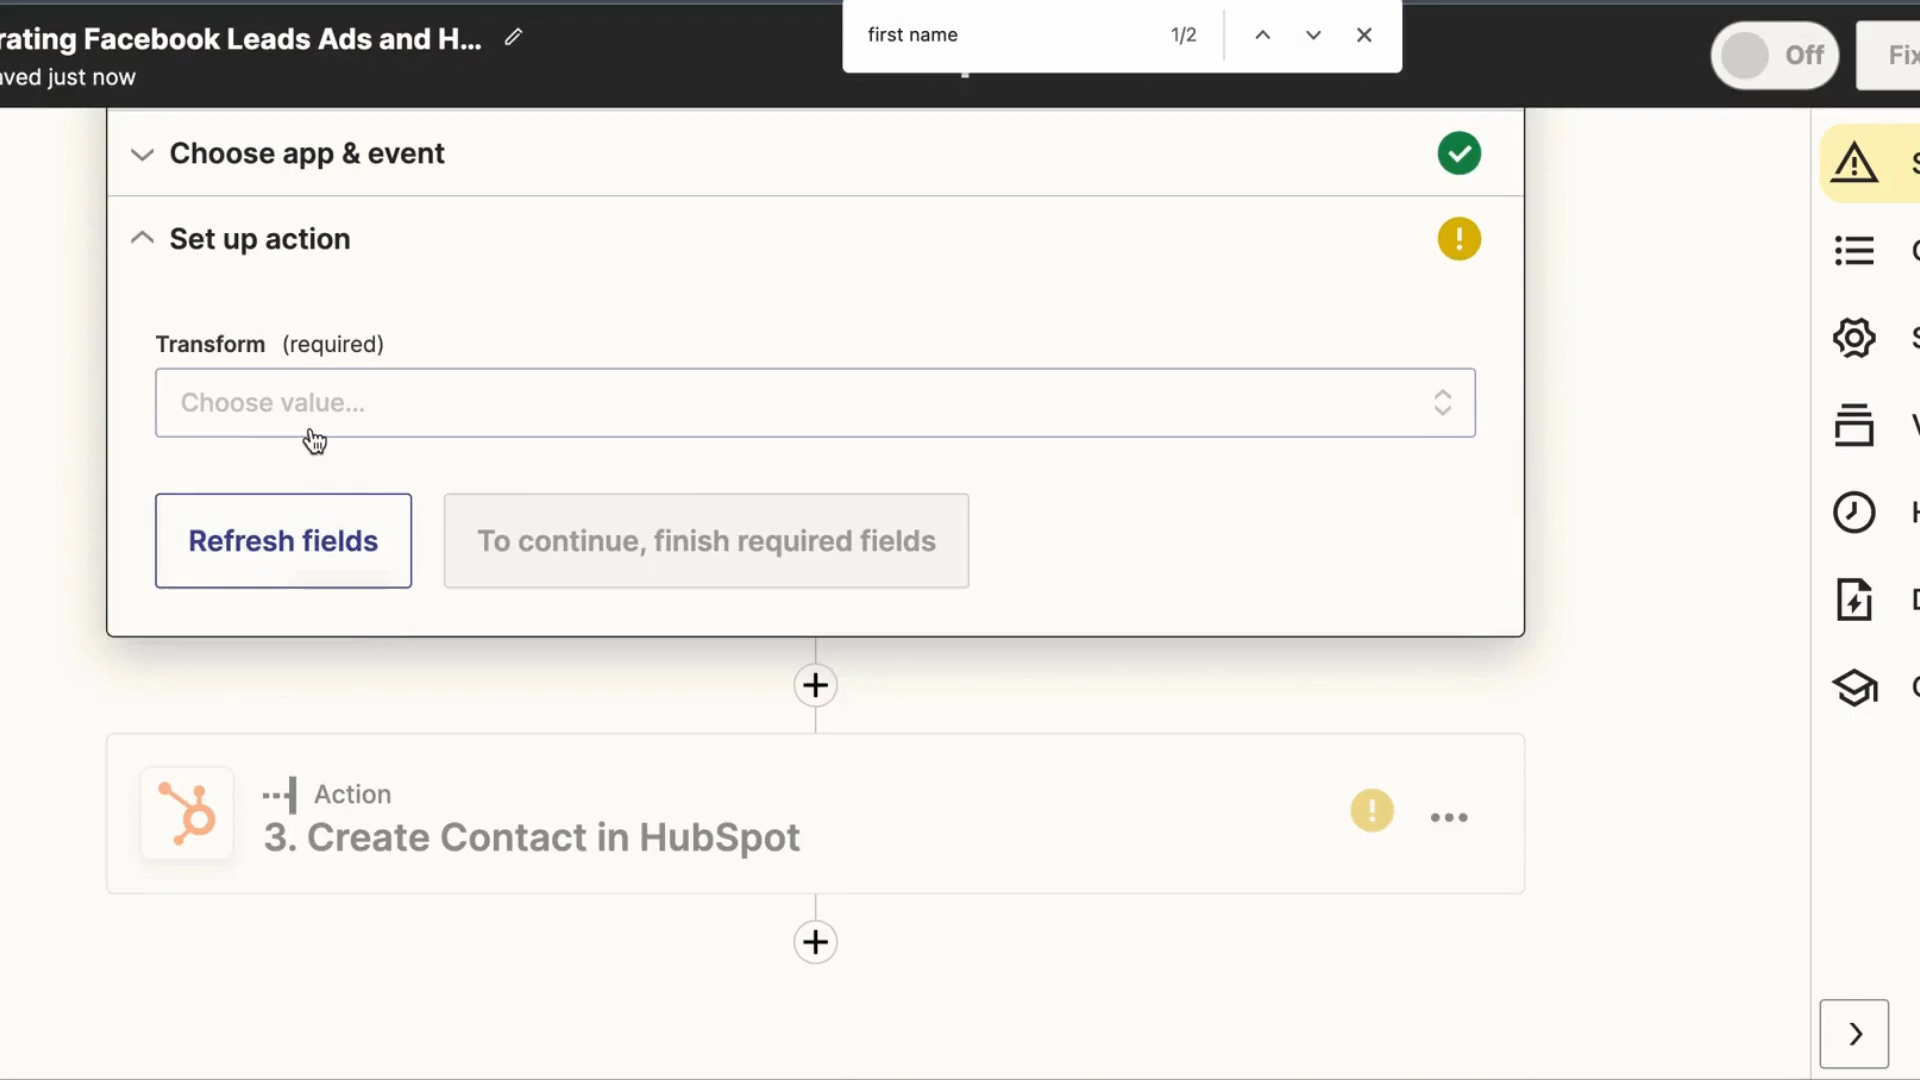 rating Facebook Leads Ads and H...
aved just now
first name
1/2
Off
Fix
Choose app & event
Set up action
!
Transform (required)
Choose value...
Refresh fields
To continue, finish required fields
Action
3. Create Contact in HubSpot
!